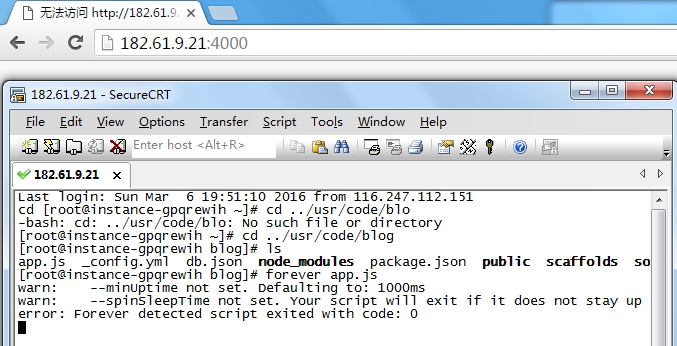 无法访问 http://182.61.9.
182.61.9.21:4000
182.61.9.21 - SecureCRT
File Edit View Options Transfer Script Tools Window Help
Enter host <Alt+R>
182.61.9.21
Last login: Sun Mar  6 19:51:10 2016 from 116.247.112.151
cd [root@instance-gpqrewih ~]# cd ../usr/code/blo
-bash: cd: ../usr/code/blo: No such file or directory
[root@instance-gpqrewih ~]# cd ../usr/code/blog
[root@instance-gpqrewih blog]# ls
app.js  _config.yml  db.json  node_modules  package.json  public  scaffolds  so
[root@instance-gpqrewih blog]# forever app.js
warn:    --minUptime not set. Defaulting to: 1000ms
warn:    --spinSleepTime not set. Your script will exit if it does not stay up
error: Forever detected script exited with code: 0